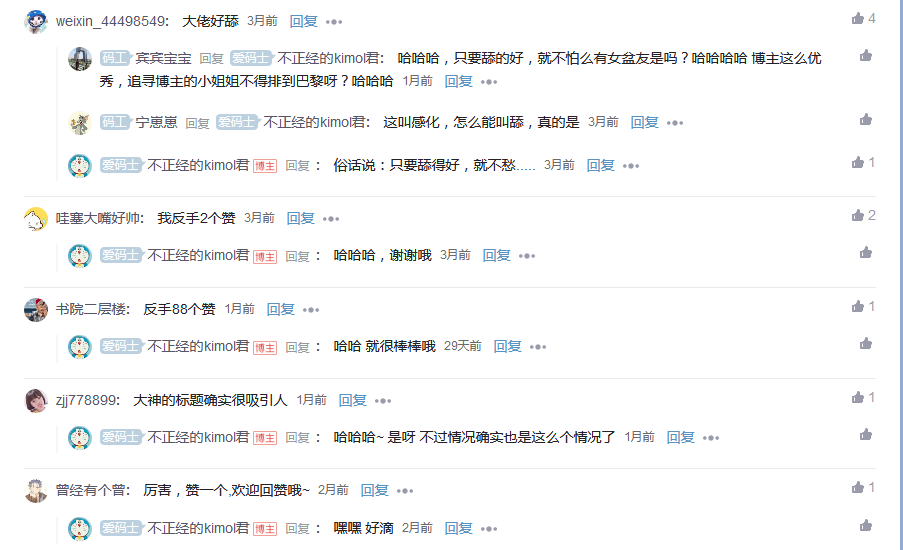 weixin_44498549： 大佬好舔 3月前 回复 4
码工 宾宾宝宝 回复 爱码士 不正经的kimol君： 哈哈哈，只要舔的好，就不怕么有女盆友是吗？哈哈哈哈 博主这么优
秀，追寻博主的小姐姐不得排到巴黎呀？哈哈哈 1月前 回复
码工 宁崽崽 回复 爱码士 不正经的kimol君： 这叫感化，怎么能叫舔，真的是 3月前 回复
爱码士 不正经的kimol君 博主 回复 ： 俗话说：只要舔得好，就不愁..... 3月前 回复 1
哇塞大嘴好帅： 我反手2个赞 3月前 回复 2
爱码士 不正经的kimol君 博主 回复 ： 哈哈哈，谢谢哦 3月前 回复
书院二层楼： 反手88个赞 1月前 回复 1
爱码士 不正经的kimol君 博主 回复 ： 哈哈 就很棒棒哦 29天前 回复
zjj778899： 大神的标题确实很吸引人 1月前 回复 1
爱码士 不正经的kimol君 博主 回复 ： 哈哈哈~ 是呀 不过情况确实也是这么个情况了 1月前 回复
曾经有个曾： 厉害，赞一个,欢迎回赞哦~ 2月前 回复 1
爱码士 不正经的kimol君 博主 回复 ： 嘿嘿 好滴 2月前 回复